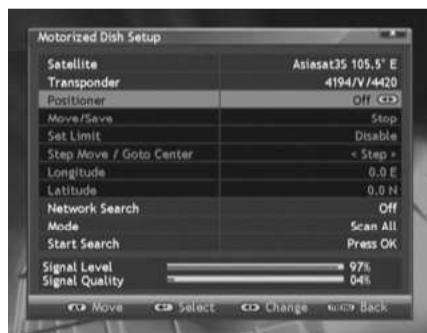 Motorized Dish Setup
Satellite Asiasat3S 105.5° E
Transponder 4194/V/4420
Positioner Off
Move/Save Stop
Set Limit Disable
Step Move / Goto Center < Step >
Longitude 0.0 E
Latitude 0.0 N
Network Search Off
Mode Scan All
Start Search Press OK
Signal Level 97%
Signal Quality 04%
Move Select Change Back